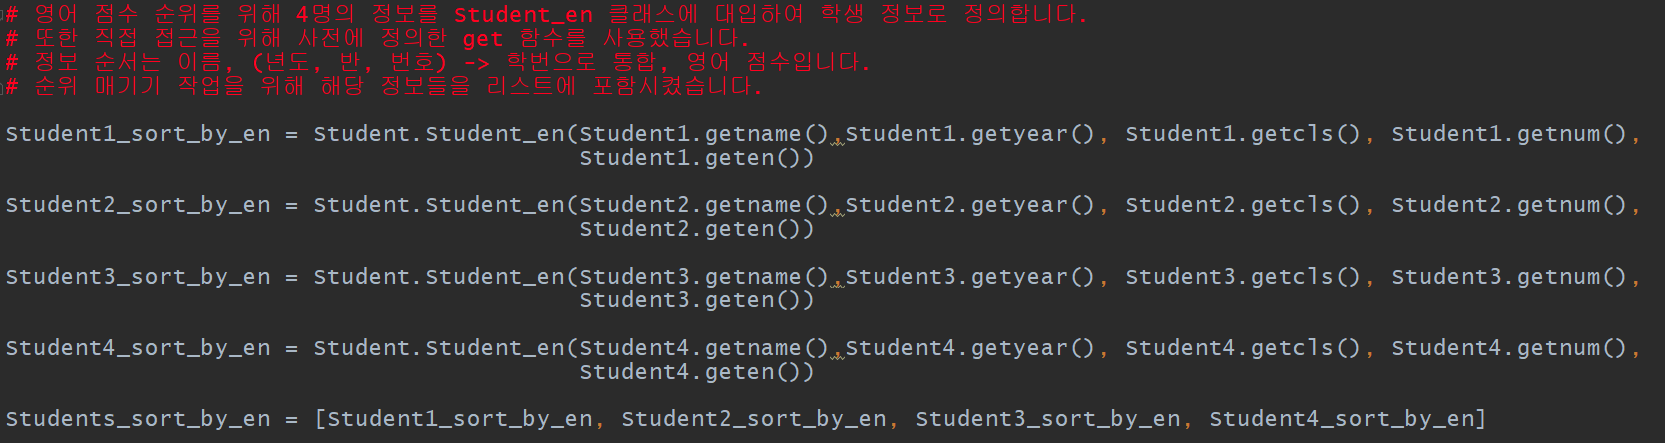 # 영어 점수 순위를 위해 4명의 정보를 Student_en 클래스에 대입하여 학생 정보로 정의합니다.
# 또한 직접 접근을 위해 사전에 정의한 get 함수를 사용했습니다.
# 정보 순서는 이름, (년도, 반, 번호) -> 학번으로 통합, 영어 점수입니다.
# 순위 매기기 작업을 위해 해당 정보들을 리스트에 포함시켰습니다.
Student1_sort_by_en = Student.Student_en(Student1.getname(),Student1.getyear(), Student1.getcls(), Student1.getnum(),
Student1.geten())
Student2_sort_by_en = Student.Student_en(Student2.getname(),Student2.getyear(), Student2.getcls(), Student2.getnum(),
Student2.geten())
Student3_sort_by_en = Student.Student_en(Student3.getname(),Student3.getyear(), Student3.getcls(), Student3.getnum(),
Student3.geten())
Student4_sort_by_en = Student.Student_en(Student4.getname(),Student4.getyear(), Student4.getcls(), Student4.getnum(),
Student4.geten())
Students_sort_by_en = [Student1_sort_by_en, Student2_sort_by_en, Student3_sort_by_en, Student4_sort_by_en]